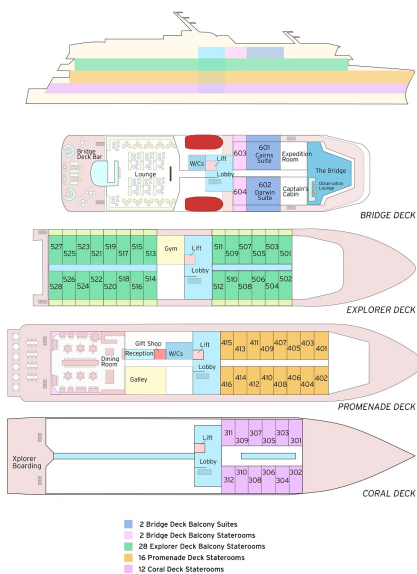 Bridge
Deck Bar
Lounge
W/Cs
Lift
Lobby
603
604
601
Cairns
Suite
602
Darwin
Suite
Expedition
Room
Captain's
Cabin
The Bridge
Observation
Lounge
BRIDGE DECK
527 525 523 521 519 517 515 513
528 526 524 522 520 518 516 514
Gym
Lift
Lobby
511 509 507 505 503 501
512 510 508 506 504 502
EXPLORER DECK
Dining
Room
Gift Shop
Reception
W/Cs
Galley
Lift
Lobby
415 413 411 409 407 405 403 401
416 414 412 410 408 406 404 402
PROMENADE DECK
Xplorer
Boarding
Lift
Lobby
311 309 307 305 303 301
312 310 308 306 304 302
CORAL DECK
2 Bridge Deck Balcony Suites
2 Bridge Deck Balcony Staterooms
28 Explorer Deck Balcony Staterooms
16 Promenade Deck Staterooms
12 Coral Deck Staterooms